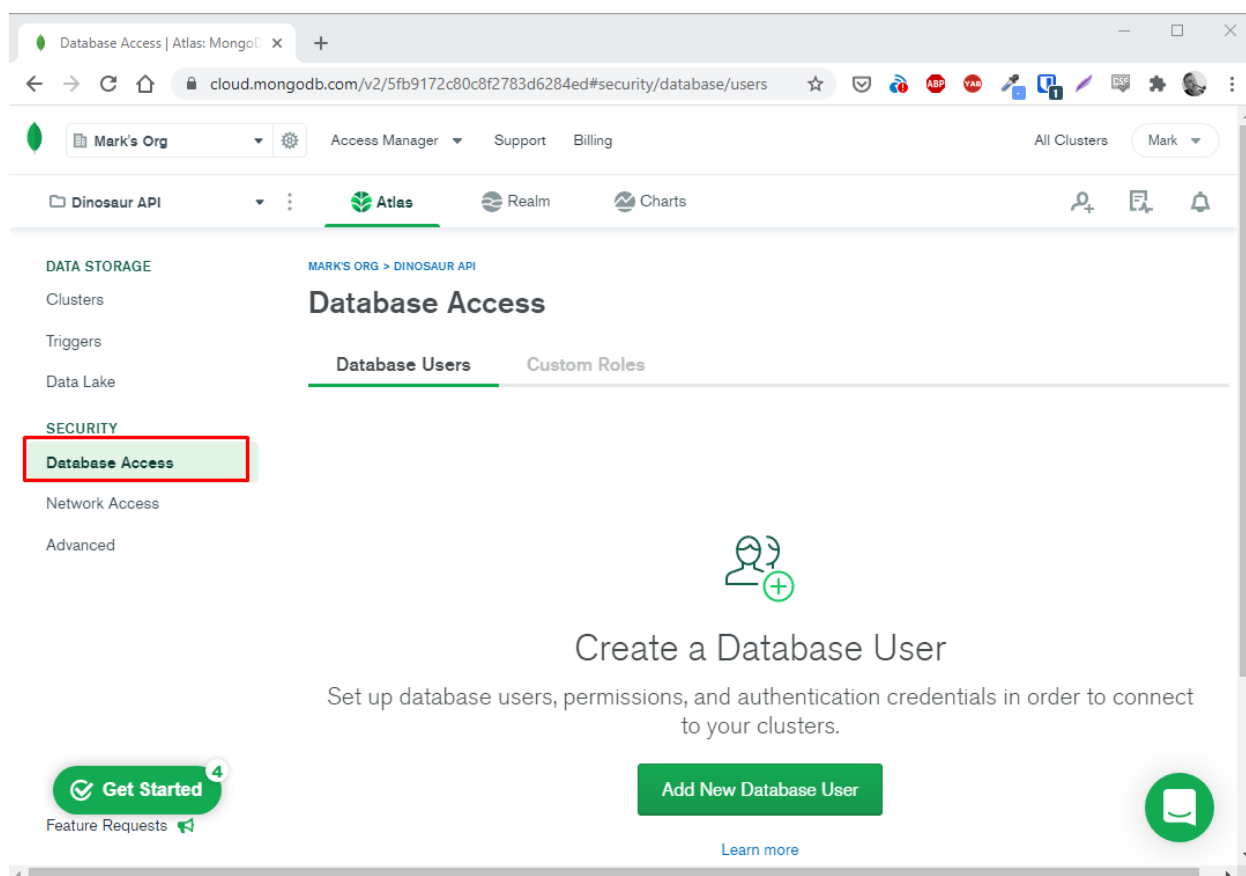 Database Access | Atlas: MongoD
cloud.mongodb.com/v2/5fb9172c80c8f2783d6284ed#security/database/users
ABP
YAB
1
CSS
Mark's Org
Access Manager
Support
Billing
All Clusters
Mark
Dinosaur API
Atlas
Realm
Charts
DATA STORAGE
Clusters
Triggers
Data Lake
SECURITY
Database Access
Network Access
Advanced
MARK'S ORG > DINOSAUR API
Database Access
Database Users
Custom Roles
Create a Database User
Set up database users, permissions, and authentication credentials in order to connect
to your clusters.
Add New Database User
Learn more
Get Started
4
Feature Requests